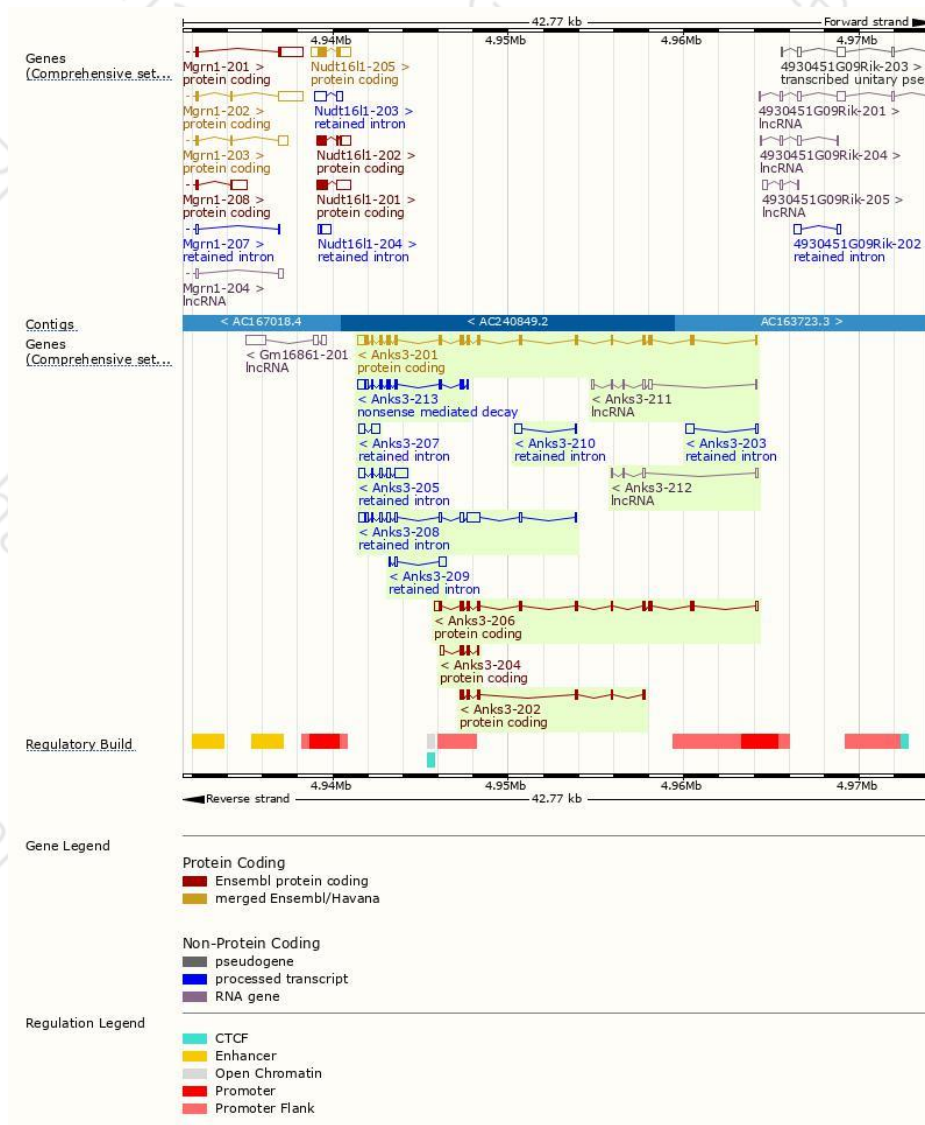 42.77 kb
Forward strand
4.94Mb 4.95Mb 4.96Mb 4.97Mb
Genes
(Comprehensive set...
Mgrn1-201 >
protein coding
Nudt16l1-205 >
protein coding
4930451G09Rik-203 >
transcribed unitary pse
Mgrn1-202 >
protein coding
Nudt16l1-203 >
retained intron
4930451G09Rik-201 >
lncRNA
Mgrn1-203 >
protein coding
Nudt16l1-202 >
protein coding
4930451G09Rik-204 >
lncRNA
Mgrn1-208 >
protein coding
Nudt16l1-201 >
protein coding
4930451G09Rik-205 >
lncRNA
Mgrn1-207 >
retained intron
Nudt16l1-204 >
retained intron
4930451G09Rik-202
retained intron
Mgrn1-204 >
lncRNA
Contigs
< AC167018.4 < AC240849.2 AC163723.3 >
Genes
(Comprehensive set...
< Gm16861-201
lncRNA
< Anks3-201
protein coding
< Anks3-213
nonsense mediated decay
< Anks3-211
lncRNA
< Anks3-207
retained intron
< Anks3-210
retained intron
< Anks3-203
retained intron
< Anks3-205
retained intron
< Anks3-212
lncRNA
< Anks3-208
retained intron
< Anks3-209
retained intron
< Anks3-206
protein coding
< Anks3-204
protein coding
< Anks3-202
protein coding
Regulatory Build
4.94Mb 4.95Mb 4.96Mb 4.97Mb
Reverse strand
42.77 kb
Gene Legend
Protein Coding
Ensembl protein coding
merged Ensembl/Havana
Non-Protein Coding
pseudogene
processed transcript
RNA gene
Regulation Legend
CTCF
Enhancer
Open Chromatin
Promoter
Promoter Flank